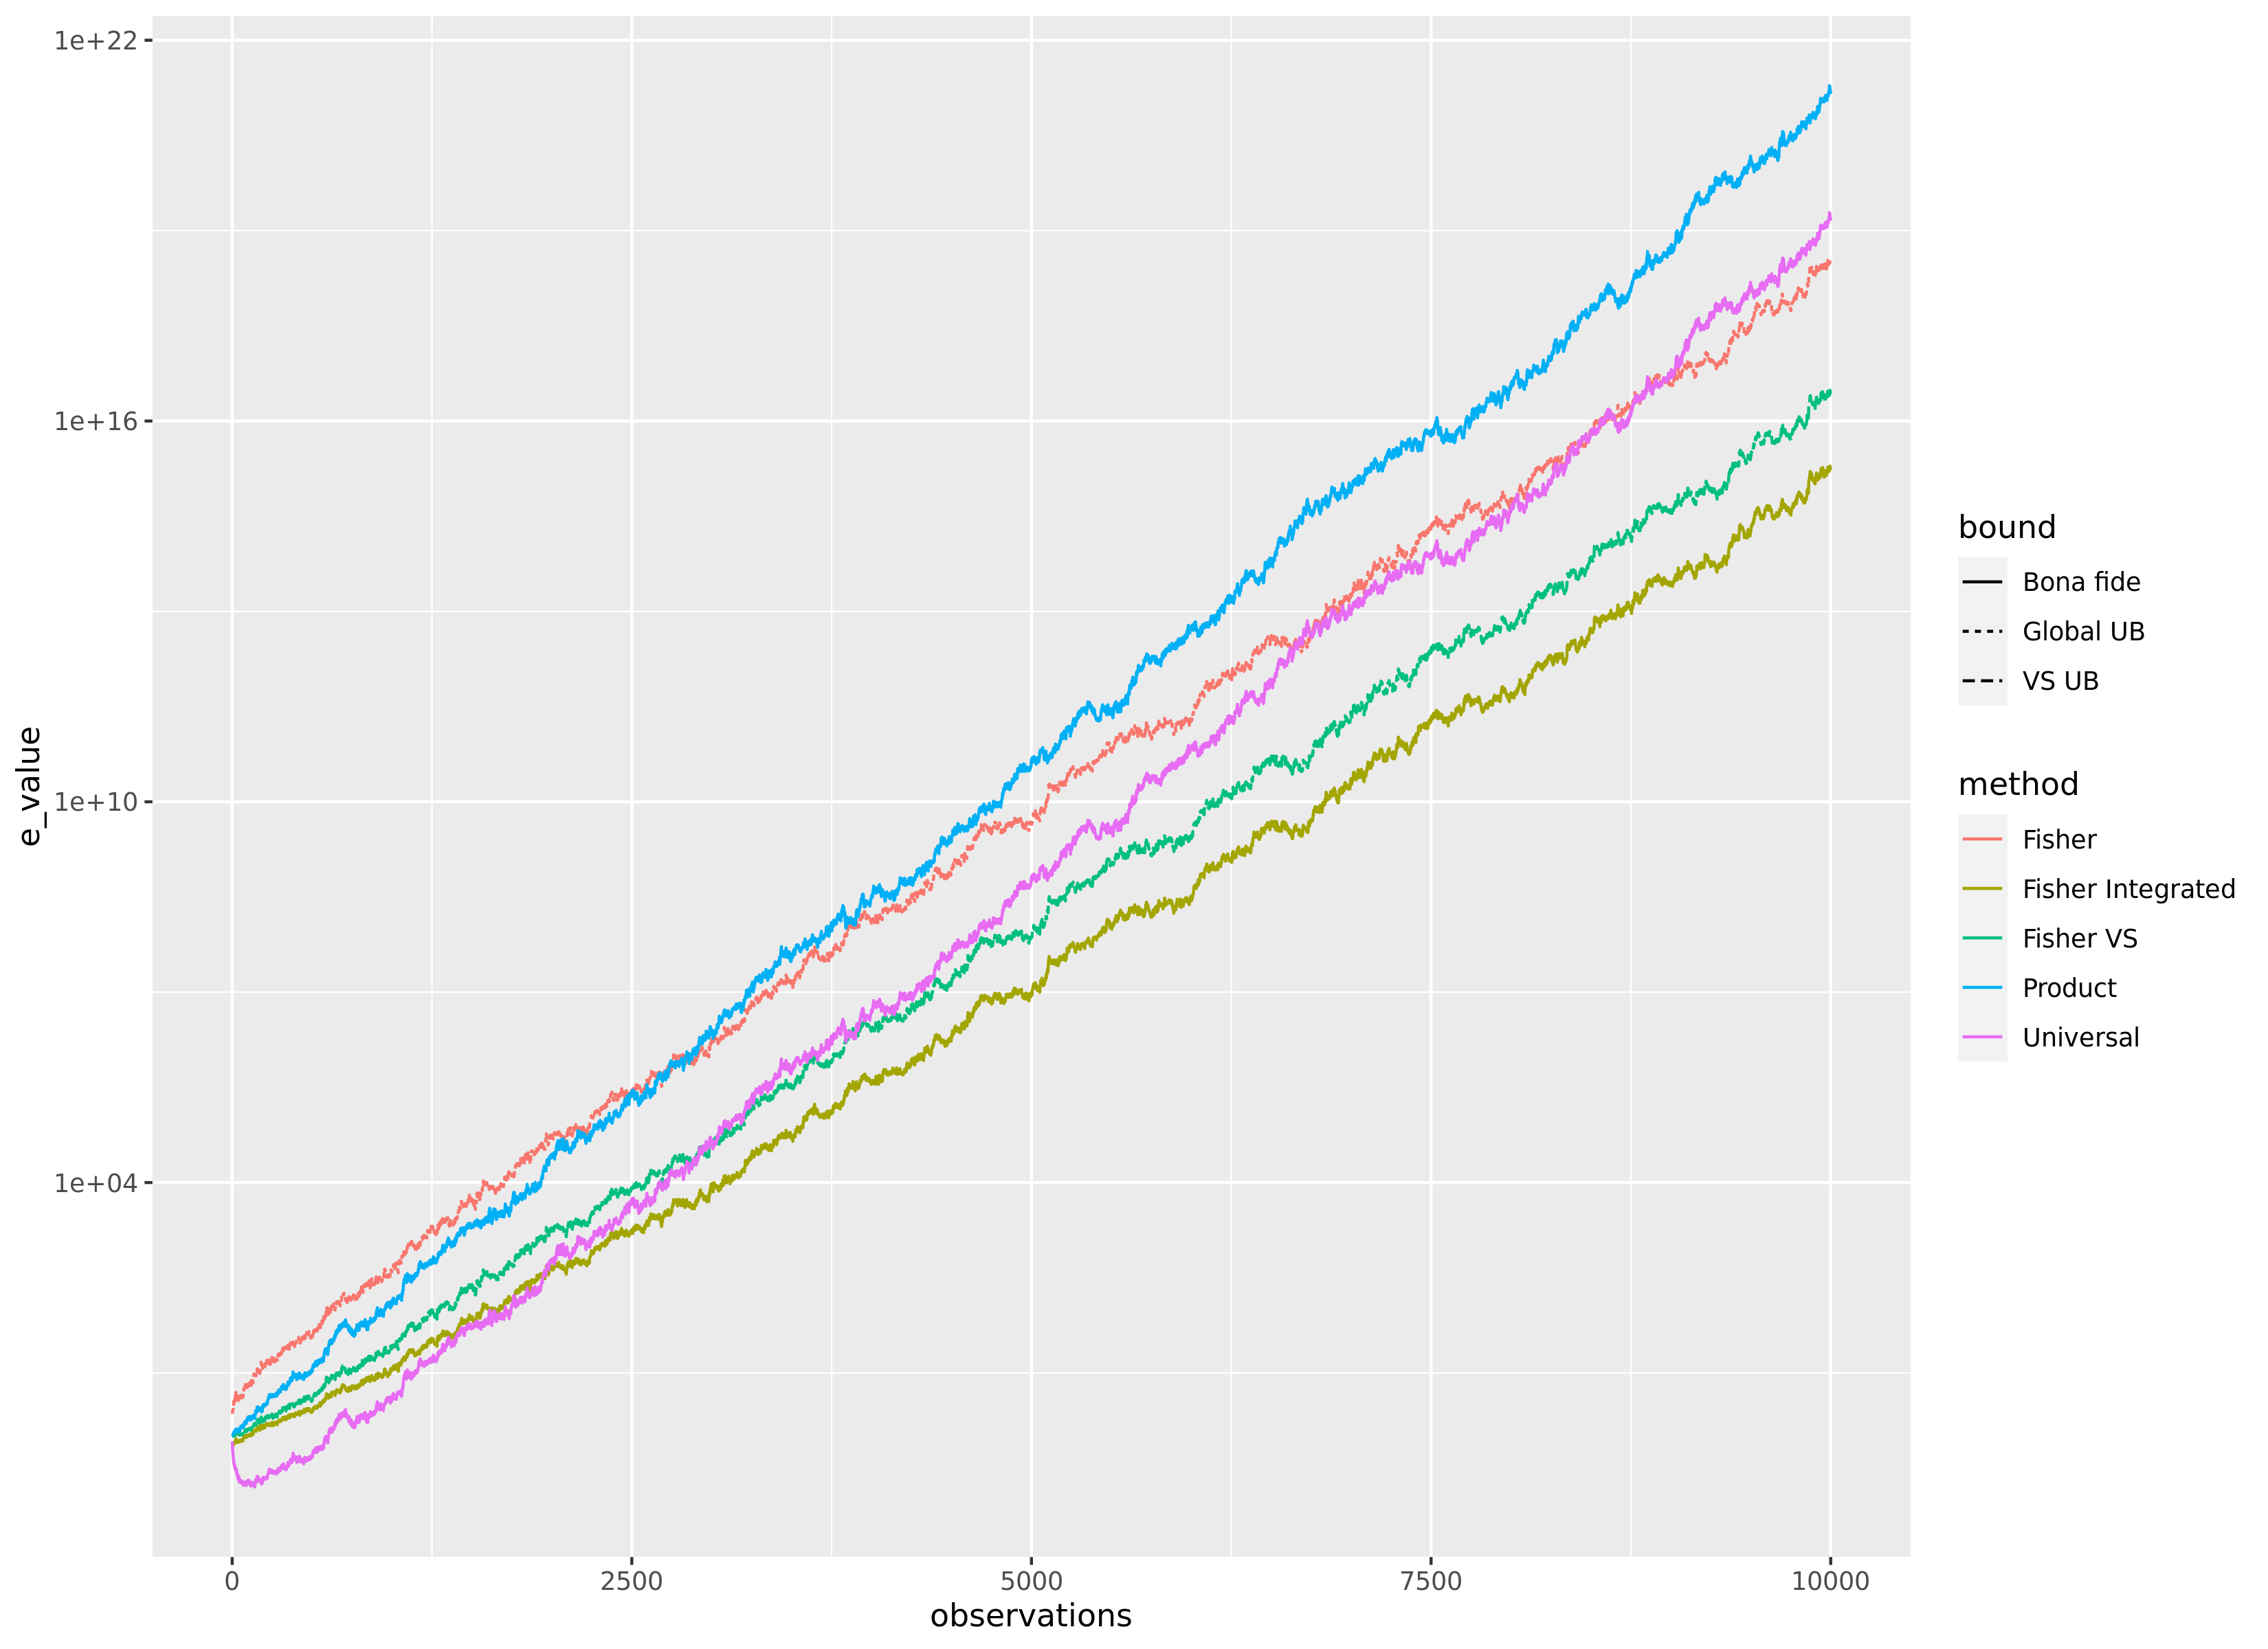 1e+22
1e+16
1e+10
1e+04
e_value
0
2500
5000
7500
10000
observations
bound
Bona fide
Global UB
VS UB
method
Fisher
Fisher Integrated
Fisher VS
Product
Universal